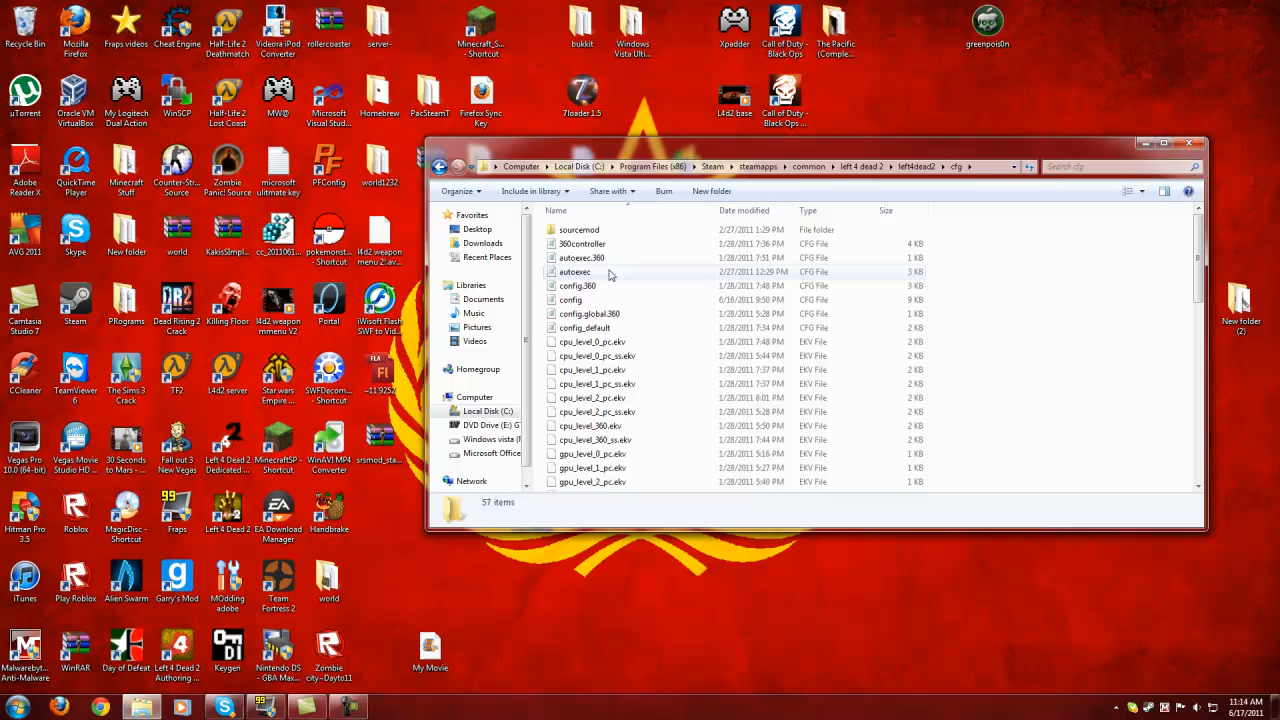 Recycle Bin
Mozilla Firefox
Fraps videos
Cheat Engine
Half-Life 2 Deathmatch
Videora iPod Converter
rollercoaster
server-
Minecraft_S... - Shortcut
bukkit
Windows Vista Ulti...
Xpadder
Call of Duty - Black Ops
The Pacific (Comple...
greenpois0n
µTorrent
Oracle VM VirtualBox
My Logitech Dual Action
WinSCP
Half-Life 2 Lost Coast
MW@
Microsoft Visual Stud...
Homebrew
PacSteamT
Firefox Sync Key
7loader 1.5
L4d2 base
Call of Duty - Black Ops ...
Adobe Reader X
QuickTime Player
Minecraft Stuff
Counter-Str... Source
Zombie Panic! Source
microsoft ulitmate key
PFConfig
world1232
AVG 2011
Skype
New folder
world
KakisSImpl...
cc_2011061...
pokemonst... - Shortcut
l4d2 weapon menu 2!.av
Camtasia Studio 7
Steam
PRograms
Dead Rising 2 Crack
Killing Floor
l4d2 weapon mmenu V2
Portal
iWisoft Flash SWF to Vid...
CCleaner
TeamViewer 6
The Sims 3 Crack
TF2
L4d2 server
Star wars Empire ...
SWFDecom... - Shortcut
FLA
Fl
~11'9252
Vegas Pro 10.0 (64-bit)
Vegas Movie Studio HD ...
30 Seconds to Mars - ...
Fall out 3 New Vegas
Left 4 Dead 2 Dedicated ...
MinecraftSP - Shortcut
WinAVI MP4 Converter
srsmod_sta...
Hitman Pro 3.5
Roblox
MagicDisc - Shortcut
Fraps
Left 4 Dead 2
EA Download Manager
Handbrake
iTunes
Play Roblox
Alien Swarm
Garry's Mod
MOdding adobe
Team Fortress 2
world
Malwarebyt... Anti-Malware
WinRAR
Day of Defeat
Left 4 Dead 2 Authoring ...
Keygen
Nintendo DS - GBA Max...
Zombie city~Dayto11
My Movie
New folder (2)
Computer Local Disk (C:) Program Files (x86) Steam steamapps common left 4 dead 2 left4dead2 cfg
Search cfg
Organize Include in library Share with Burn New folder
Favorites
Desktop
Downloads
Recent Places
Libraries
Documents
Music
Pictures
Videos
Homegroup
Computer
Local Disk (C:)
DVD Drive (E:) G
Windows vista (
Microsoft Office
Network
Name Date modified Type Size
sourcemod 2/27/2011 1:29 PM File folder
360controller 1/28/2011 7:36 PM CFG File 4 KB
autoexec.360 1/28/2011 7:51 PM CFG File 1 KB
autoexec 2/27/2011 12:29 PM CFG File 3 KB
config.360 1/28/2011 7:48 PM CFG File 1 KB
config 6/16/2011 9:50 PM CFG File 9 KB
config.global.360 1/28/2011 5:28 PM CFG File 1 KB
config_default 1/28/2011 7:34 PM CFG File 2 KB
cpu_level_0_pc.ekv 1/28/2011 7:48 PM EKV File 2 KB
cpu_level_0_pc_ss.ekv 1/28/2011 5:44 PM EKV File 2 KB
cpu_level_1_pc.ekv 1/28/2011 7:37 PM EKV File 2 KB
cpu_level_1_pc_ss.ekv 1/28/2011 7:37 PM EKV File 2 KB
cpu_level_2_pc.ekv 1/28/2011 8:01 PM EKV File 2 KB
cpu_level_2_pc_ss.ekv 1/28/2011 5:28 PM EKV File 2 KB
cpu_level_360.ekv 1/28/2011 5:50 PM EKV File 2 KB
cpu_level_360_ss.ekv 1/28/2011 7:44 PM EKV File 2 KB
gpu_level_0_pc.ekv 1/28/2011 5:16 PM EKV File 1 KB
gpu_level_1_pc.ekv 1/28/2011 5:27 PM EKV File 1 KB
gpu_level_2_pc.ekv 1/28/2011 5:40 PM EKV File 2 KB
57 items
11:14 AM
6/17/2011